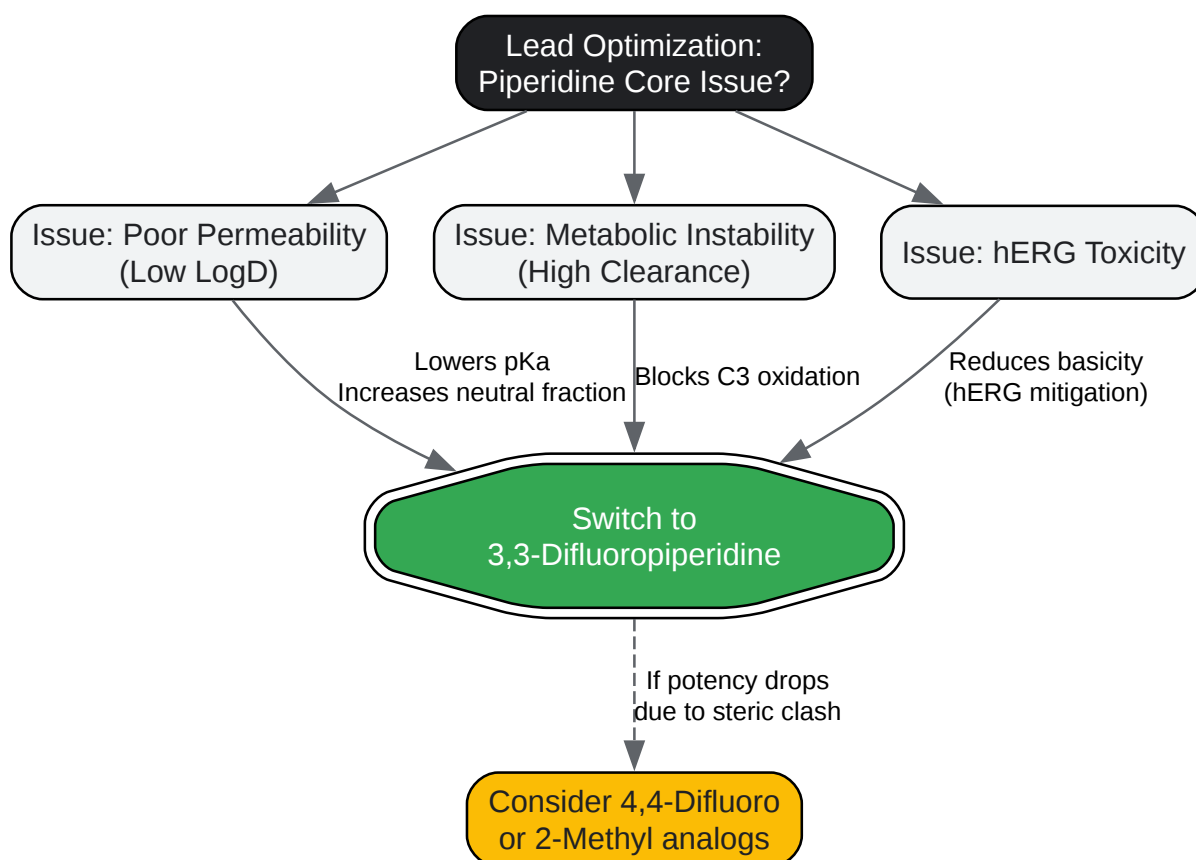 Lead Optimization:
Piperidine Core Issue?
Issue: Poor Permeability
(Low LogD)
Issue: Metabolic Instability
(High Clearance)
Issue: hERG Toxicity
Lowers pKa
Increases neutral fraction
Blocks C3 oxidation
Reduces basicity
(hERG mitigation)
Switch to
3,3-Difluoropiperidine
If potency drops
due to steric clash
Consider 4,4-Difluoro
or 2-Methyl analogs